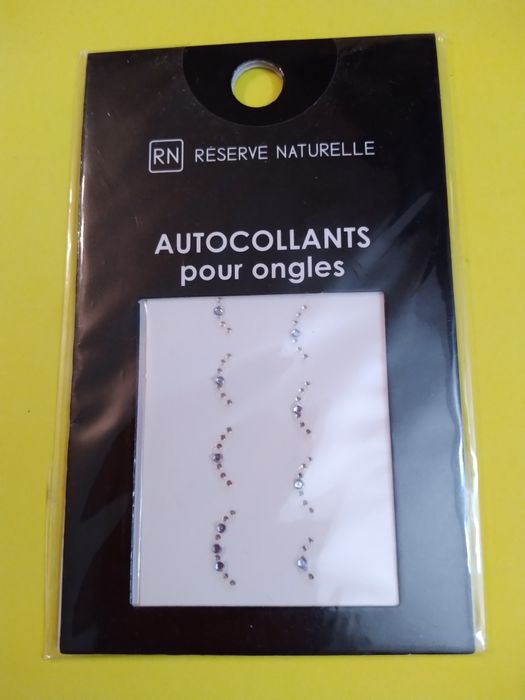 RN RÉSERVE NATURELLE
AUTOCOLLANTS
pour ongles